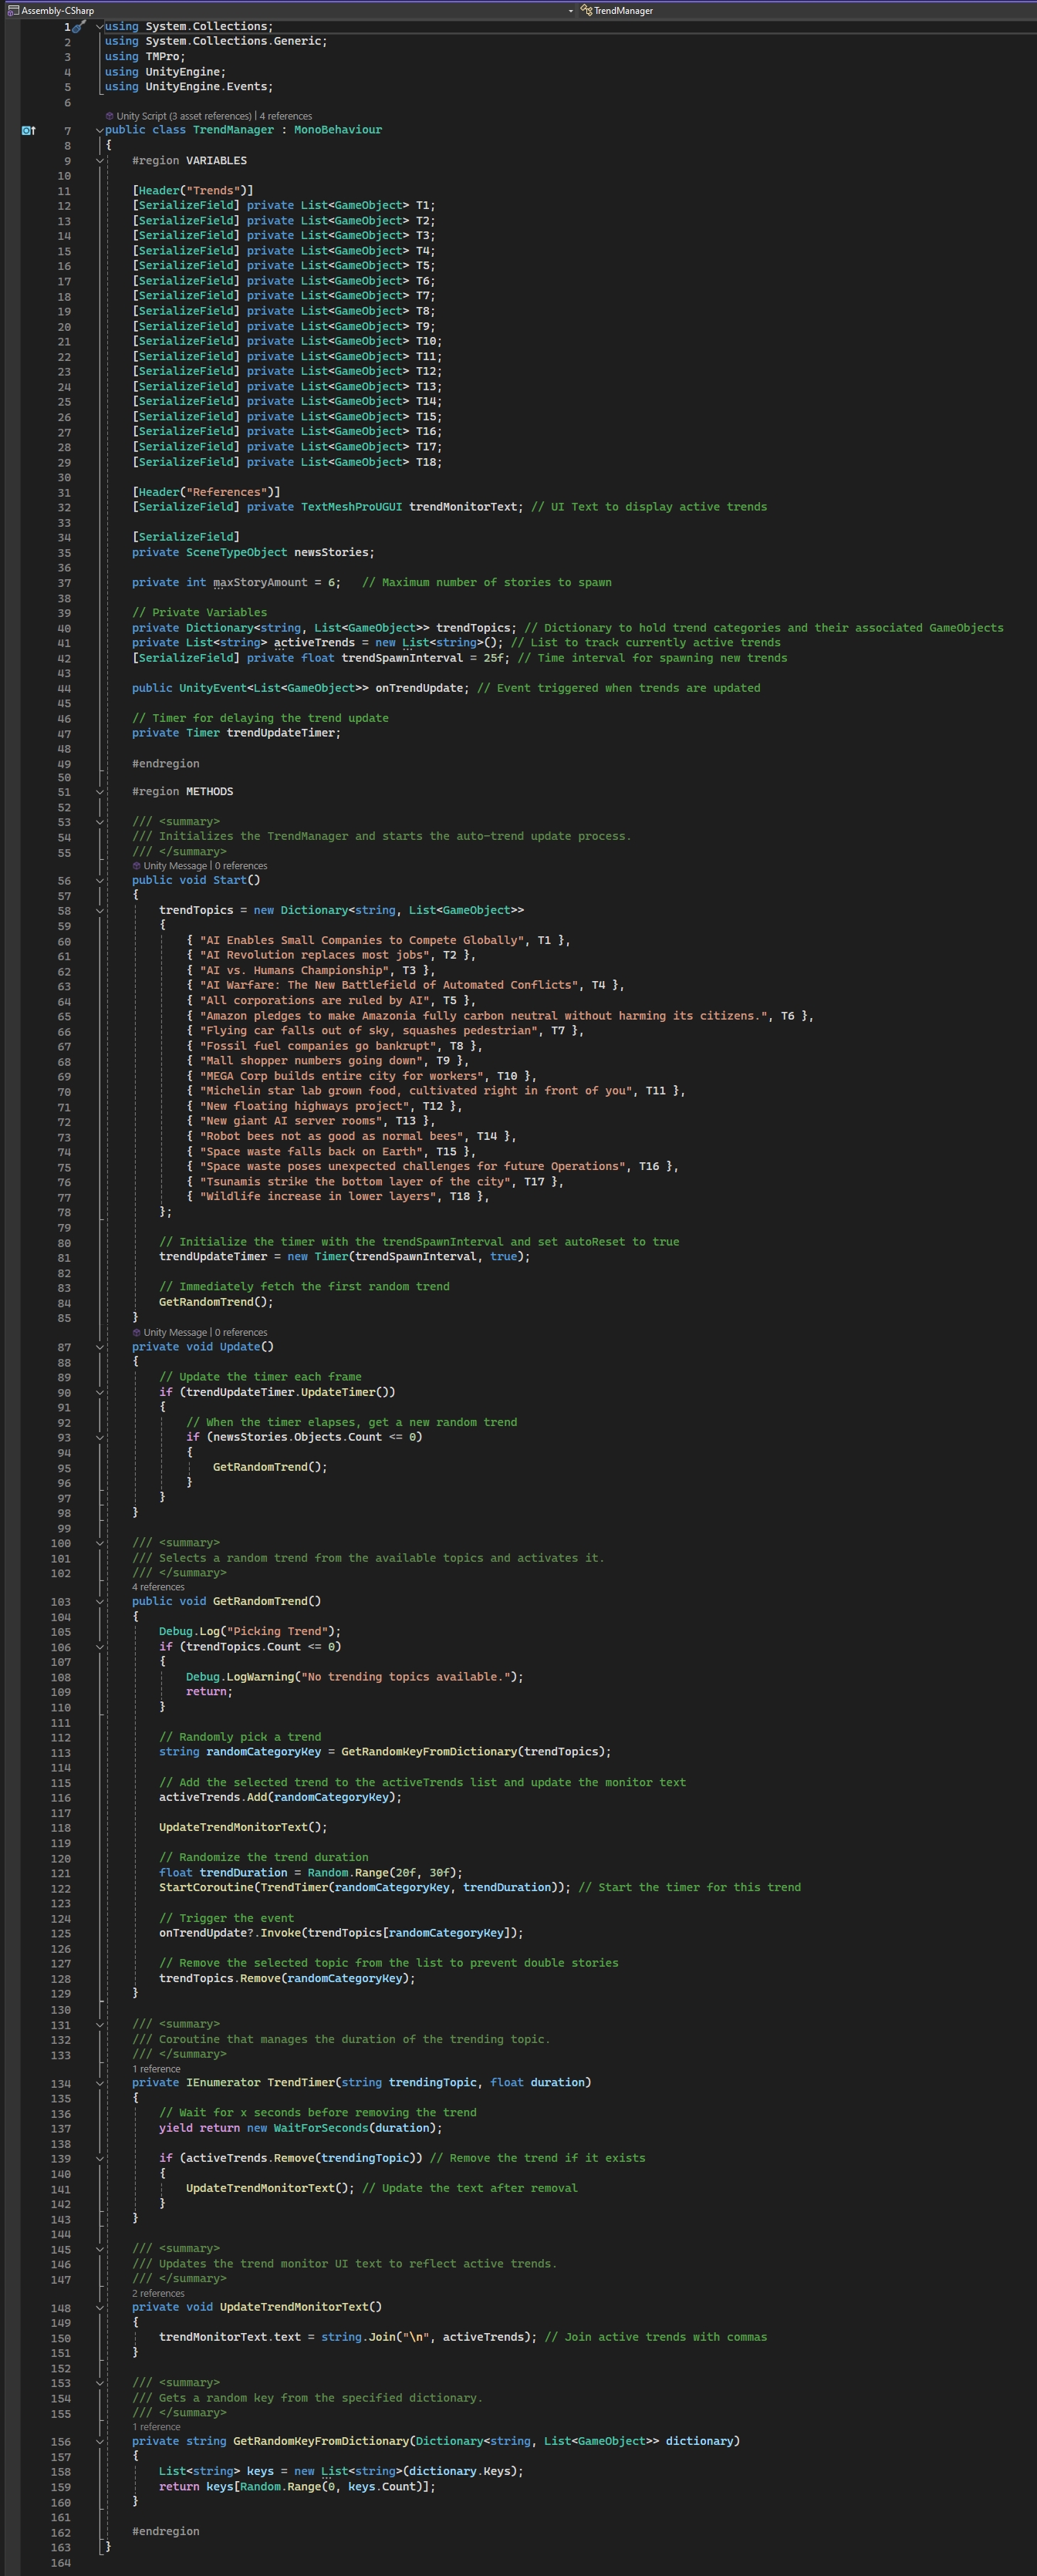 Assembly-CSharp TrendManager
1 using System.Collections;
2 using System.Collections.Generic;
3 using TMPro;
4 using UnityEngine;
5 using UnityEngine.Events;
6
Unity Script (3 asset references) | 4 references
7 public class TrendManager : MonoBehaviour
8 {
9 #region VARIABLES
10
11 [Header("Trends")]
12 [SerializeField] private List<GameObject> T1;
13 [SerializeField] private List<GameObject> T2;
14 [SerializeField] private List<GameObject> T3;
15 [SerializeField] private List<GameObject> T4;
16 [SerializeField] private List<GameObject> T5;
17 [SerializeField] private List<GameObject> T6;
18 [SerializeField] private List<GameObject> T7;
19 [SerializeField] private List<GameObject> T8;
20 [SerializeField] private List<GameObject> T9;
21 [SerializeField] private List<GameObject> T10;
22 [SerializeField] private List<GameObject> T11;
23 [SerializeField] private List<GameObject> T12;
24 [SerializeField] private List<GameObject> T13;
25 [SerializeField] private List<GameObject> T14;
26 [SerializeField] private List<GameObject> T15;
27 [SerializeField] private List<GameObject> T16;
28 [SerializeField] private List<GameObject> T17;
29 [SerializeField] private List<GameObject> T18;
30
31 [Header("References")]
32 [SerializeField] private TextMeshProUGUI trendMonitorText; // UI Text to display active trends
33
34 [SerializeField]
35 private SceneTypeObject newsStories;
36
37 private int maxStoryAmount = 6; // Maximum number of stories to spawn
38
39 // Private Variables
40 private Dictionary<string, List<GameObject>> trendTopics; // Dictionary to hold trend categories and their associated GameObjects
41 private List<string> activeTrends = new List<string>(); // List to track currently active trends
42 [SerializeField] private float trendSpawnInterval = 25f; // Time interval for spawning new trends
43
44 public UnityEvent<List<GameObject>> onTrendUpdate; // Event triggered when trends are updated
45
46 // Timer for delaying the trend update
47 private Timer trendUpdateTimer;
48
49 #endregion
50
51 #region METHODS
52
53 /// <summary>
54 /// Initializes the TrendManager and starts the auto-trend update process.
55 /// </summary>
Unity Message | 0 references
56 public void Start()
57 {
58 trendTopics = new Dictionary<string, List<GameObject>>
59 {
60 { "AI Enables Small Companies to Compete Globally", T1 },
61 { "AI Revolution replaces most jobs", T2 },
62 { "AI vs. Humans Championship", T3 },
63 { "AI Warfare: The New Battlefield of Automated Conflicts", T4 },
64 { "All corporations are ruled by AI", T5 },
65 { "Amazon pledges to make Amazonia fully carbon neutral without harming its citizens.", T6 },
66 { "Flying car falls out of sky, squashes pedestrian", T7 },
67 { "Fossil fuel companies go bankrupt", T8 },
68 { "Mall shopper numbers going down", T9 },
69 { "MEGA Corp builds entire city for workers", T10 },
70 { "Michelin star lab grown food, cultivated right in front of you", T11 },
71 { "New floating highways project", T12 },
72 { "New giant AI server rooms", T13 },
73 { "Robot bees not as good as normal bees", T14 },
74 { "Space waste falls back on Earth", T15 },
75 { "Space waste poses unexpected challenges for future Operations", T16 },
76 { "Tsunamis strike the bottom layer of the city", T17 },
77 { "Wildlife increase in lower layers", T18 },
78 };
79
80 // Initialize the timer with the trendSpawnInterval and set autoReset to true
81 trendUpdateTimer = new Timer(trendSpawnInterval, true);
82
83 // Immediately fetch the first random trend
84 GetRandomTrend();
85 }
Unity Message | 0 references
87 private void Update()
88 {
89 // Update the timer each frame
90 if (trendUpdateTimer.UpdateTimer())
91 {
92 // When the timer elapses, get a new random trend
93 if (newsStories.Objects.Count <= 0)
94 {
95 GetRandomTrend();
96 }
97 }
98 }
99
100 /// <summary>
101 /// Selects a random trend from the available topics and activates it.
102 /// </summary>
4 references
103 public void GetRandomTrend()
104 {
105 Debug.Log("Picking Trend");
106 if (trendTopics.Count <= 0)
107 {
108 Debug.LogWarning("No trending topics available.");
109 return;
110 }
111
112 // Randomly pick a trend
113 string randomCategoryKey = GetRandomKeyFromDictionary(trendTopics);
114
115 // Add the selected trend to the activeTrends list and update the monitor text
116 activeTrends.Add(randomCategoryKey);
117
118 UpdateTrendMonitorText();
119
120 // Randomize the trend duration
121 float trendDuration = Random.Range(20f, 30f);
122 StartCoroutine(TrendTimer(randomCategoryKey, trendDuration)); // Start the timer for this trend
123
124 // Trigger the event
125 onTrendUpdate?.Invoke(trendTopics[randomCategoryKey]);
126
127 // Remove the selected topic from the list to prevent double stories
128 trendTopics.Remove(randomCategoryKey);
129 }
130
131 /// <summary>
132 /// Coroutine that manages the duration of the trending topic.
133 /// </summary>
1 reference
134 private IEnumerator TrendTimer(string trendingTopic, float duration)
135 {
136 // Wait for x seconds before removing the trend
137 yield return new WaitForSeconds(duration);
138
139 if (activeTrends.Remove(trendingTopic)) // Remove the trend if it exists
140 {
141 UpdateTrendMonitorText(); // Update the text after removal
142 }
143 }
144
145 /// <summary>
146 /// Updates the trend monitor UI text to reflect active trends.
147 /// </summary>
2 references
148 private void UpdateTrendMonitorText()
149 {
150 trendMonitorText.text = string.Join("\n", activeTrends); // Join active trends with commas
151 }
152
153 /// <summary>
154 /// Gets a random key from the specified dictionary.
155 /// </summary>
1 reference
156 private string GetRandomKeyFromDictionary(Dictionary<string, List<GameObject>> dictionary)
157 {
158 List<string> keys = new List<string>(dictionary.Keys);
159 return keys[Random.Range(0, keys.Count)];
160 }
161
162 #endregion
163 }
164